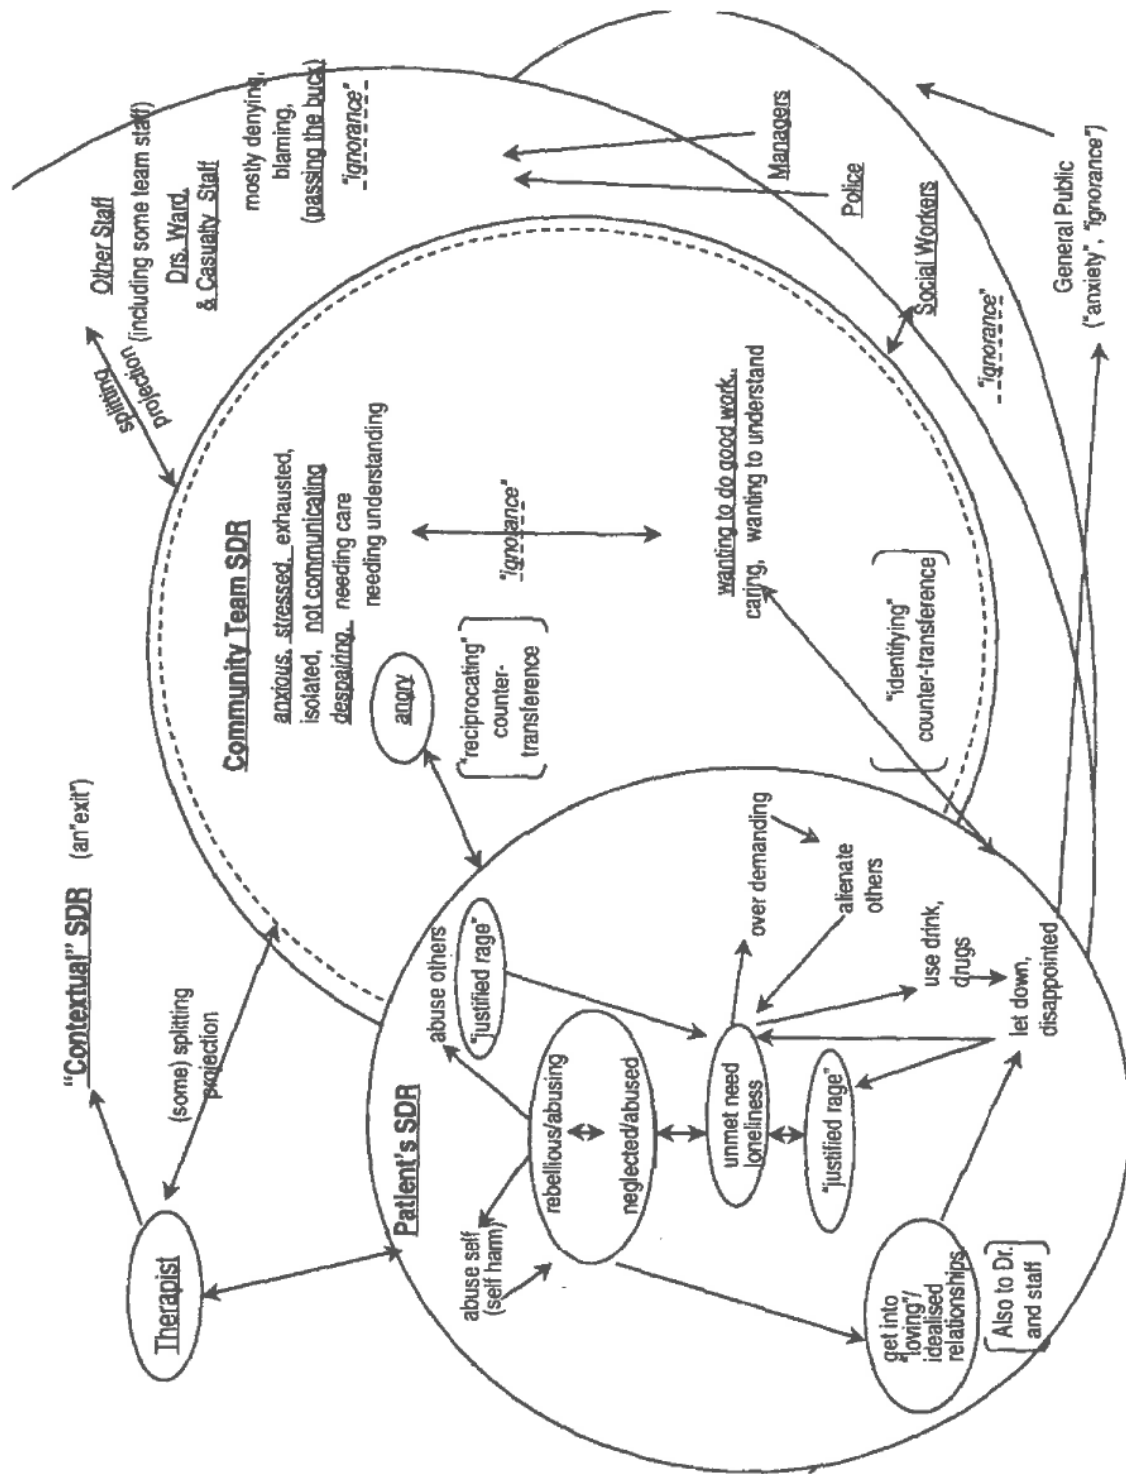 "Contextual" SDR (an "exit")
Therapist
(some) splitting
projection
splitting
projection
Other Staff
(including some team staff)
Drs. Ward,
& Casualty Staff
mostly denying,
blaming,
(passing the buck)
"ignorance"
Community Team SDR
anxious, stressed, exhausted,
isolated, not communicating
despairing, needing care
needing understanding
angry
"reciprocating"
counter-
transference
"ignorance"
wanting to do good work,
caring, wanting to understand
"identifying"
counter-transference
Managers
Police
Social Workers
"ignorance"
General Public
("anxiety", "ignorance")
Patient's SDR
abuse others
"justified rage"
abuse self
(self harm)
rebellious/abusing
neglected/abused
unmet need
loneliness
"justified rage"
over demanding
alienate
others
use drink,
drugs
let down,
disappointed
get into
"loving"/
idealised
relationships
Also to Dr.
and staff